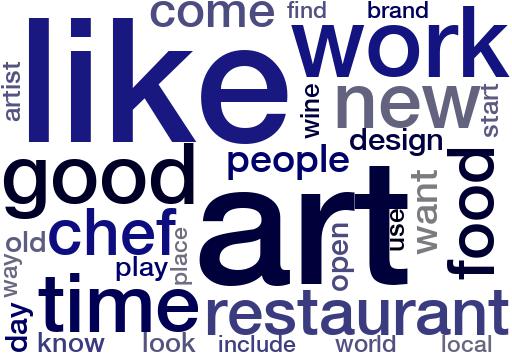 come
find
brand
like
work
artist
wine
new
start
design
good
people
food
art
want
chef
old
place
open
use
way
play
time
restaurant
day
know
look
include
world
local